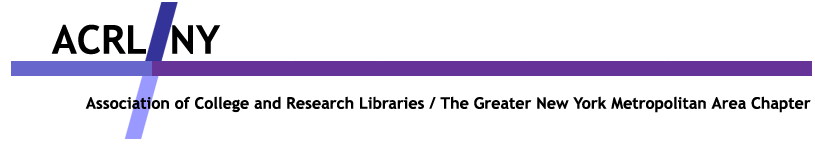 ACRL/NY
Association of College and Research Libraries / The Greater New York Metropolitan Area Chapter